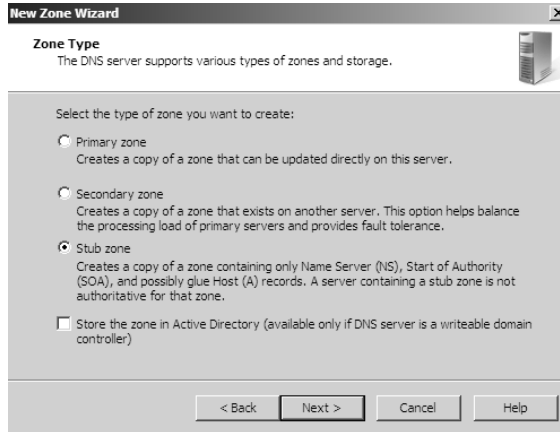 New Zone Wizard
Zone Type
The DNS server supports various types of zones and storage.
Select the type of zone you want to create:
Primary zone
Creates a copy of a zone that can be updated directly on this server.
Secondary zone
Creates a copy of a zone that exists on another server. This option helps balance
the processing load of primary servers and provides fault tolerance.
Stub zone
Creates a copy of a zone containing only Name Server (NS), Start of Authority
(SOA), and possibly glue Host (A) records. A server containing a stub zone is not
authoritative for that zone.
Store the zone in Active Directory (available only if DNS server is a writeable domain
controller)
< Back Next > Cancel Help